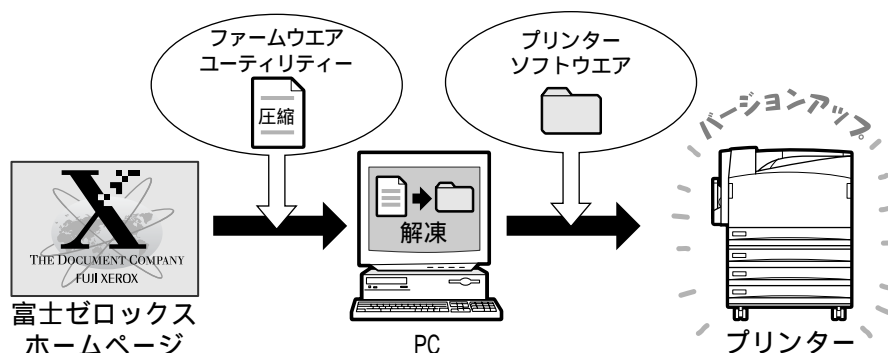 ファームウエア
ユーティリティー
圧縮
プリンター
ソフトウエア
バージョンアップ
解凍
X
THE DOCUMENT COMPANY
FUJI XEROX
富士ゼロックス
ホームページ
PC
プリンター